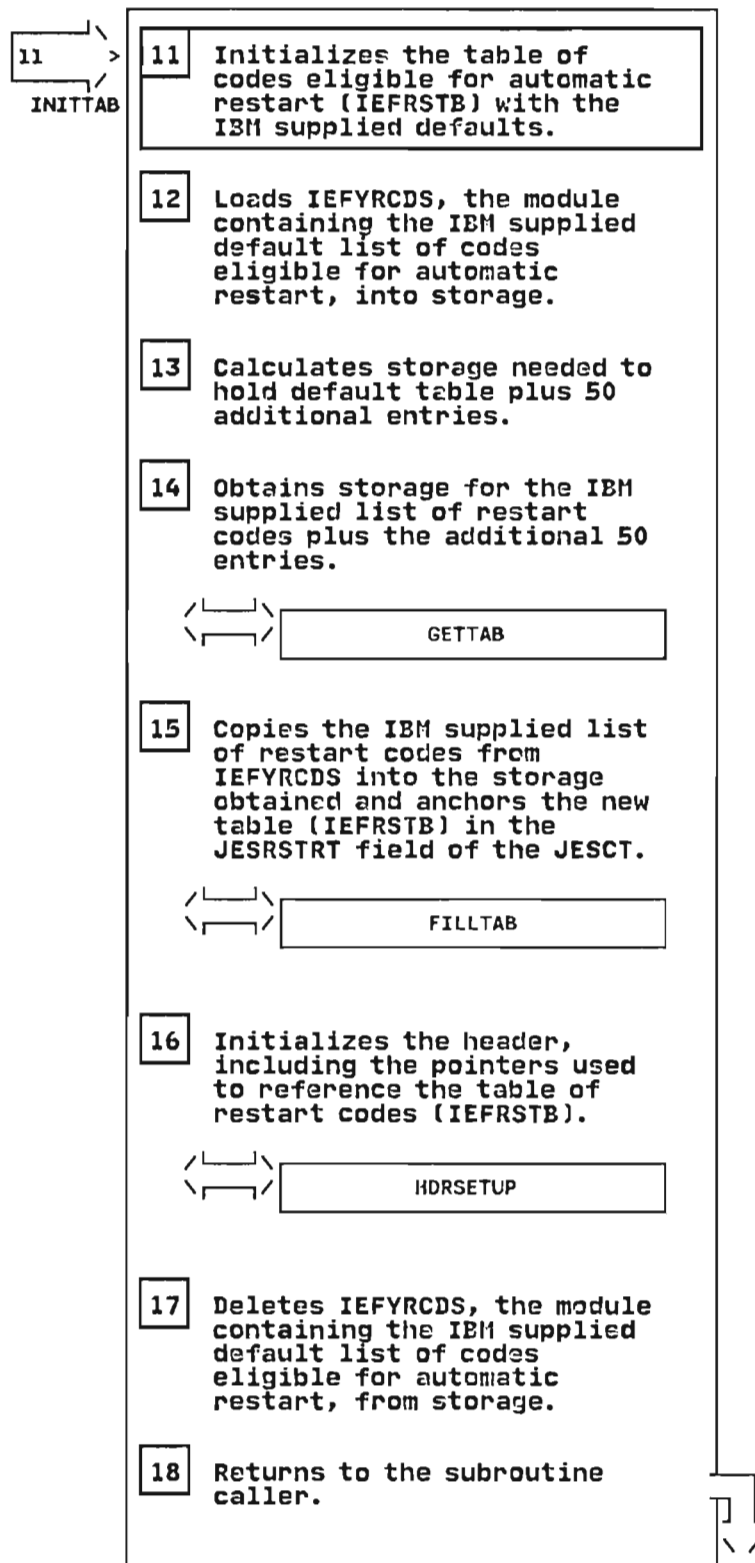 11 > 11 Initializes the table of
codes eligible for automatic
INITTAB restart (IEFRSTB) with the
IBM supplied defaults.
12 Loads IEFYRCDS, the module
containing the IBM supplied
default list of codes
eligible for automatic
restart, into storage.
13 Calculates storage needed to
hold default table plus 50
additional entries.
14 Obtains storage for the IBM
supplied list of restart
codes plus the additional 50
entries.
GETTAB
15 Copies the IBM supplied list
of restart codes from
IEFYRCDS into the storage
obtained and anchors the new
table (IEFRSTB) in the
JESRSTRT field of the JESCT.
FILLTAB
16 Initializes the header,
including the pointers used
to reference the table of
restart codes (IEFRSTB).
HDRSETUP
17 Deletes IEFYRCDS, the module
containing the IBM supplied
default list of codes
eligible for automatic
restart, from storage.
18 Returns to the subroutine
caller.